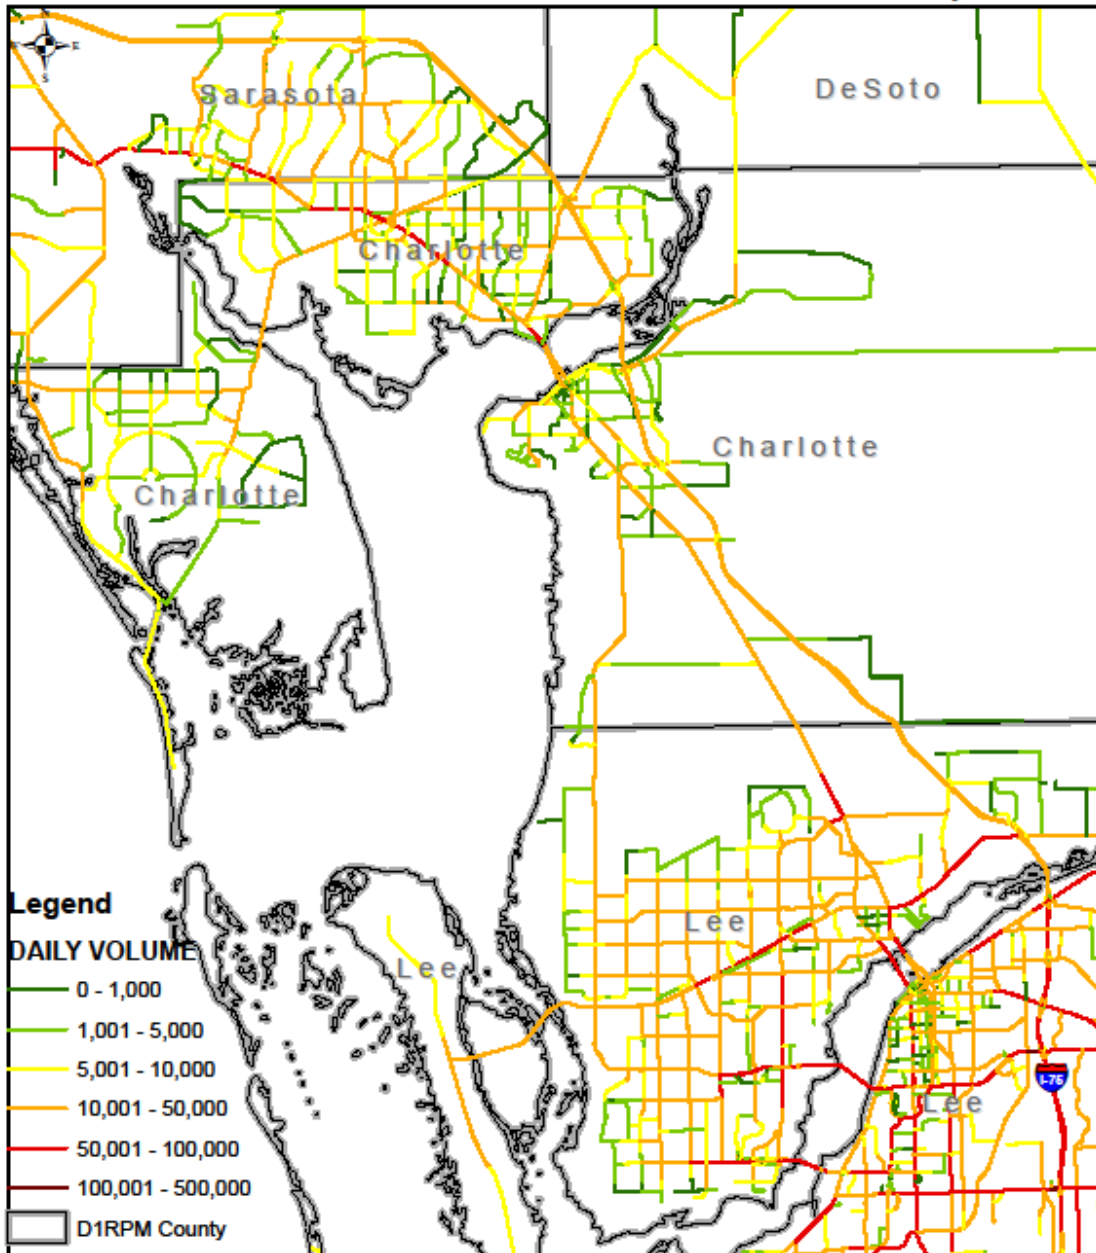 N
E
S
Sarasota
DeSoto
Charlotte
Charlotte
Charlotte
Lee
Lee
Lee
I-75
Legend
DAILY VOLUME
0 - 1,000
1,001 - 5,000
5,001 - 10,000
10,001 - 50,000
50,001 - 100,000
100,001 - 500,000
D1RPM County